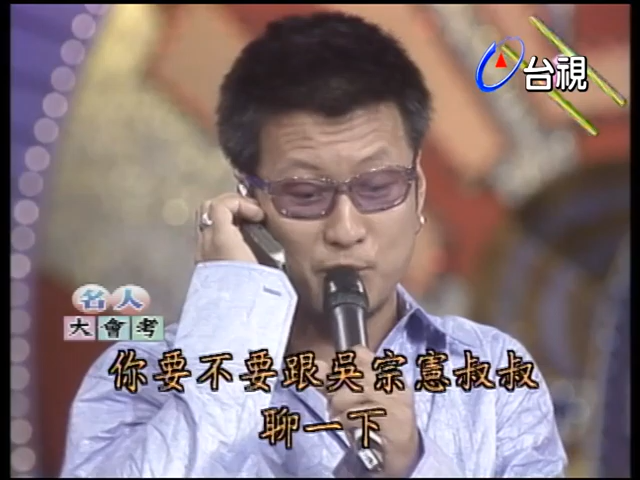 台視
名人
大會考
你要不要跟吳宗憲叔叔
聊一下